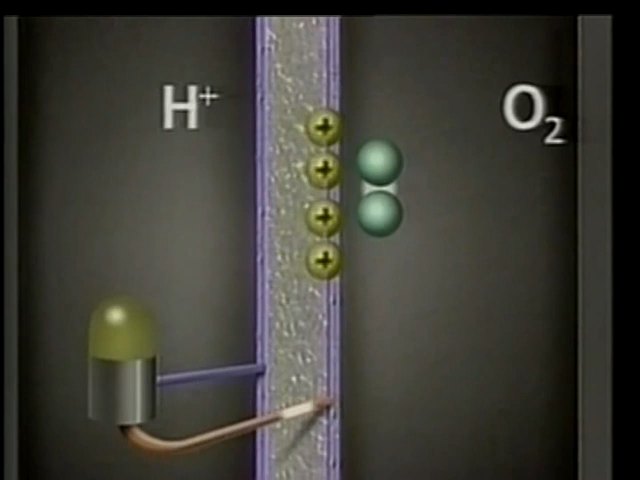 H⁺
O₂
+
+
+
+